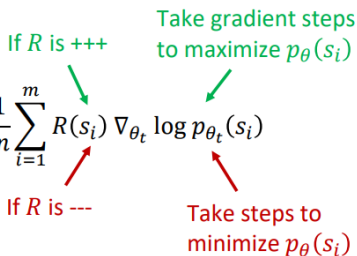 Take gradient steps
If R is +++ to maximize pθ(si)
1/m ∑_{i=1}^{m} R(si) ∇θt log pθt(si)
If R is --- Take steps to
minimize pθ(si)